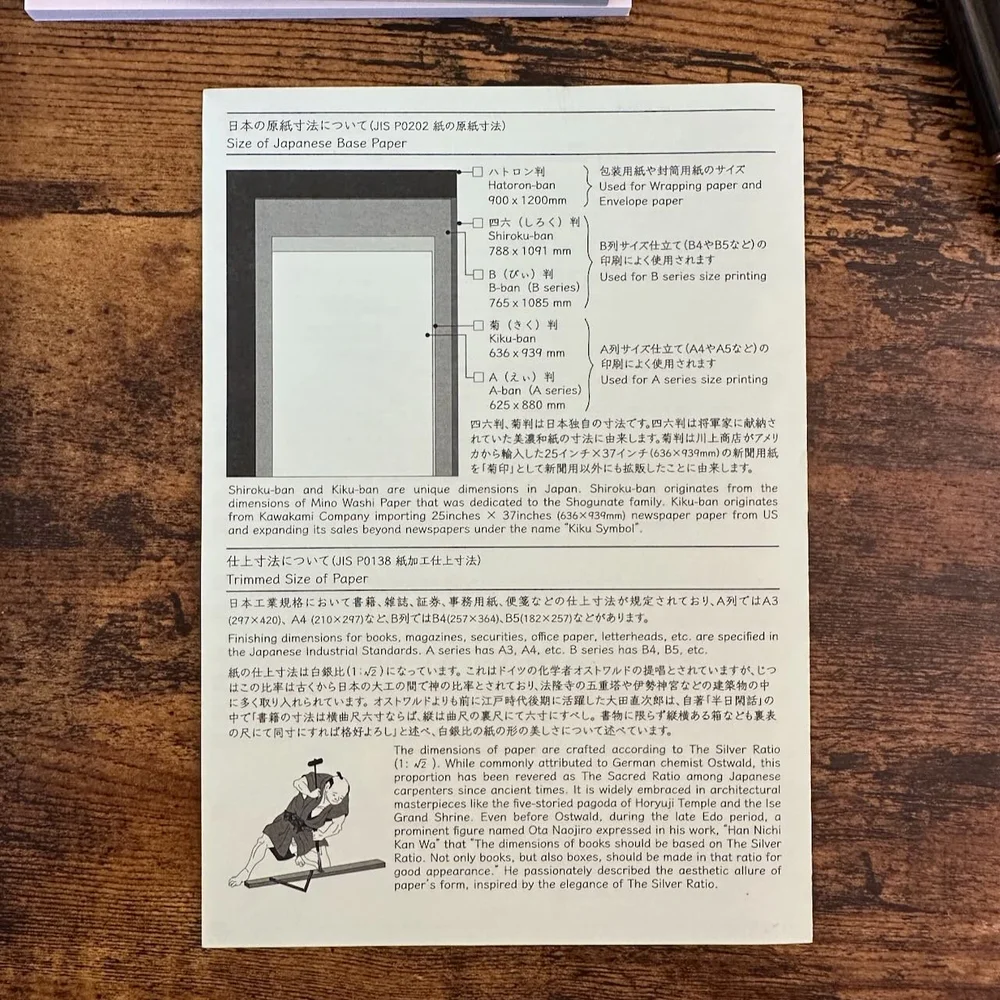 日本の原紙寸法について(JIS P0202 紙の原紙寸法)
Size of Japanese Base Paper
ハトロン判
Hatoron-ban
900 x 1200mm
包装用紙や封筒用紙のサイズ
Used for Wrapping paper and
Envelope paper
四六（しろく）判
Shiroku-ban
788 x 1091 mm
B（びぃ）判
B-ban（B series)
765 x 1085 mm
B列サイズ仕立て(B4やB5など)の
印刷によく使用されます
Used for B series size printing
菊（きく）判
Kiku-ban
636 x 939 mm
A（えぃ）判
A-ban（A series)
625 x 880 mm
A列サイズ仕立て(A4やA5など)の
印刷によく使用されます
Used for A series size printing
四六判、菊判は日本独自の寸法です。四六判は将軍家に献納さ
れていた美濃和紙の寸法に由来します。菊判は川上商店がアメリ
カから輸入した25インチ×37インチ(636×939mm)の新聞用紙
を「菊印」として新聞用以外にも拡販したことに由来します。
Shiroku-ban and Kiku-ban are unique dimensions in Japan. Shiroku-ban originates from the
dimensions of Mino Washi Paper that was dedicated to the Shogunate family. Kiku-ban originates
from Kawakami Company importing 25inches × 37inches (636×939mm) newspaper paper from US
and expanding its sales beyond newspapers under the name "Kiku Symbol".
仕上寸法について(JIS P0138 紙加工仕上寸法)
Trimmed Size of Paper
日本工業規格において書籍、雑誌、証券、事務用紙、便箋などの仕上寸法が規定されており、A列ではA3
(297×420)、A4 (210×297)など、B列ではB4(257×364)、B5(182×257)などがあります。
Finishing dimensions for books, magazines, securities, office paper, letterheads, etc. are specified in
the Japanese Industrial Standards. A series has A3, A4, etc. B series has B4, B5, etc.
紙の仕上寸法は白銀比(1:√2)になっています。これはドイツの化学者オストワルドの提唱とされていますが、じつ
はこの比率は古くから日本の大工の間で神の比率とされており、法隆寺の五重塔や伊勢神宮などの建築物の中
に多く取り入れられています。オストワルドよりも前に江戸時代後期に活躍した大田直次郎は、自著「半日閑話」の
中で「書籍の寸法は横曲尺六寸ならば、縦は曲尺の裏尺にて六寸にすべし。書物に限らず縦横ある箱なども裏表
の尺にて同寸にすれば格好よろし」と述べ、白銀比の紙の形の美しさについて述べています。
The dimensions of paper are crafted according to The Silver Ratio
(1: √2 ). While commonly attributed to German chemist Ostwald, this
proportion has been revered as The Sacred Ratio among Japanese
carpenters since ancient times. It is widely embraced in architectural
masterpieces like the five-storied pagoda of Horyuji Temple and the Ise
Grand Shrine. Even before Ostwald, during the late Edo period, a
prominent figure named Ota Naojiro expressed in his work, "Han Nichi
Kan Wa" that "The dimensions of books should be based on The Silver
Ratio. Not only books, but also boxes, should be made in that ratio for
good appearance." He passionately described the aesthetic allure of
paper's form, inspired by the elegance of The Silver Ratio.